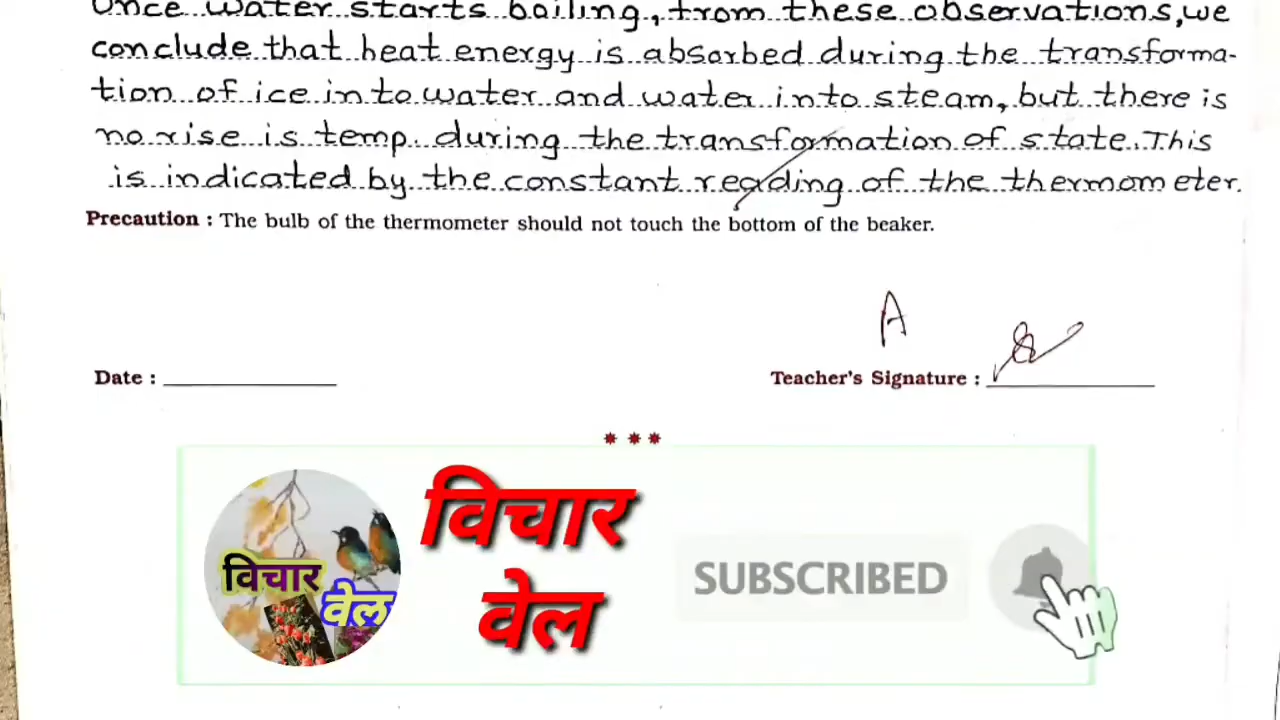 Once water starts boiling, from these observations, we
conclude that heat energy is absorbed during the transforma-
tion of ice in to water and water into steam, but there is
no rise is temp. during the transformation of state. This
is indicated by the constant reading of the thermometer.
Precaution : The bulb of the thermometer should not touch the bottom of the beaker.
A
Date :
Teacher's Signature :
विचार
वेल
विचार
वेल
SUBSCRIBED